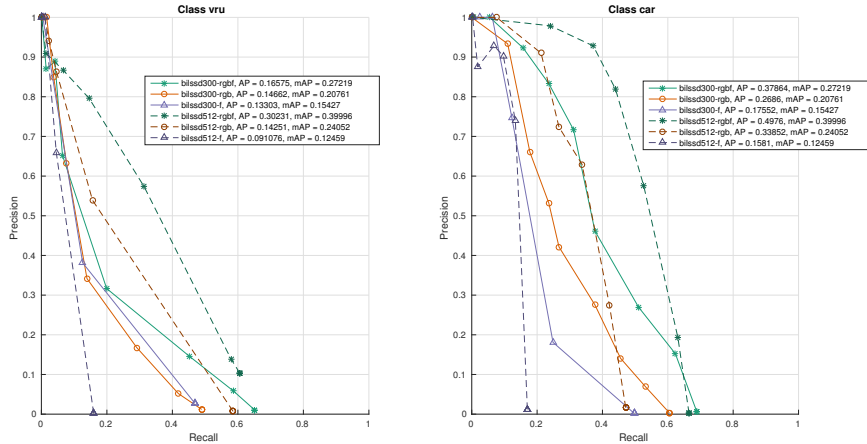 Class vru
1
0.9
0.8
0.7
0.6
0.5
0.4
0.3
0.2
0.1
0
Precision
bilssd300-rgbf, AP = 0.16575, mAP = 0.27219
bilssd300-rgb, AP = 0.14662, mAP = 0.20761
bilssd300-f, AP = 0.13303, mAP = 0.15427
bilssd512-rgbf, AP = 0.30231, mAP = 0.39996
bilssd512-rgb, AP = 0.14251, mAP = 0.24052
bilssd512-f, AP = 0.091076, mAP = 0.12459
0 0.2 0.4 0.6 0.8 1
Recall
Class car
1
0.9
0.8
0.7
0.6
0.5
0.4
0.3
0.2
0.1
0
Precision
bilssd300-rgbf, AP = 0.37864, mAP = 0.27219
bilssd300-rgb, AP = 0.2686, mAP = 0.20761
bilssd300-f, AP = 0.17552, mAP = 0.15427
bilssd512-rgbf, AP = 0.4976, mAP = 0.39996
bilssd512-rgb, AP = 0.33852, mAP = 0.24052
bilssd512-f, AP = 0.1581, mAP = 0.12459
0 0.2 0.4 0.6 0.8 1
Recall